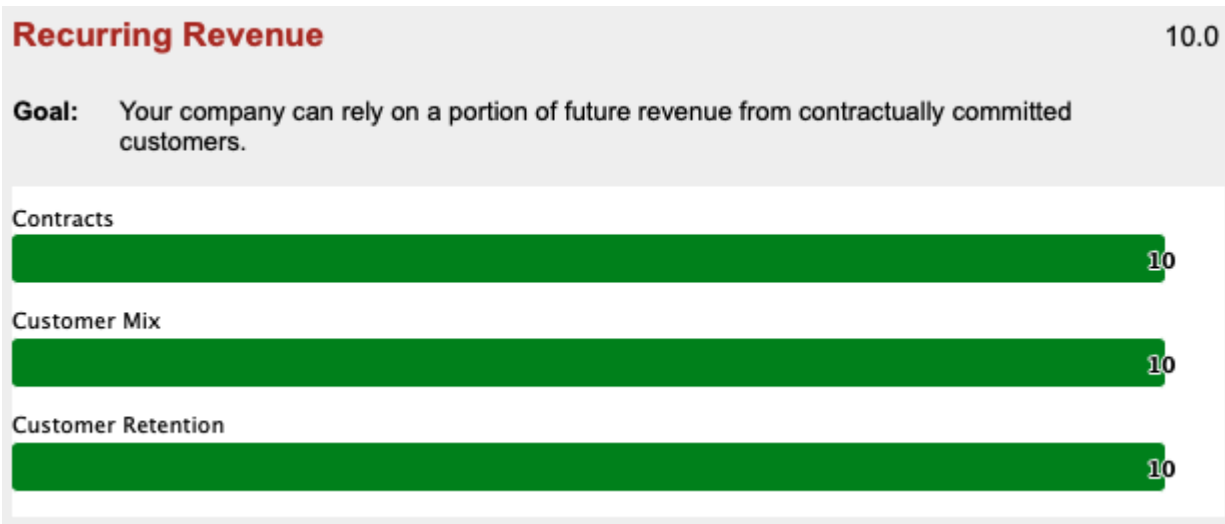 Recurring Revenue 10.0
Goal: Your company can rely on a portion of future revenue from contractually committed
customers.
Contracts
10
Customer Mix
10
Customer Retention
10